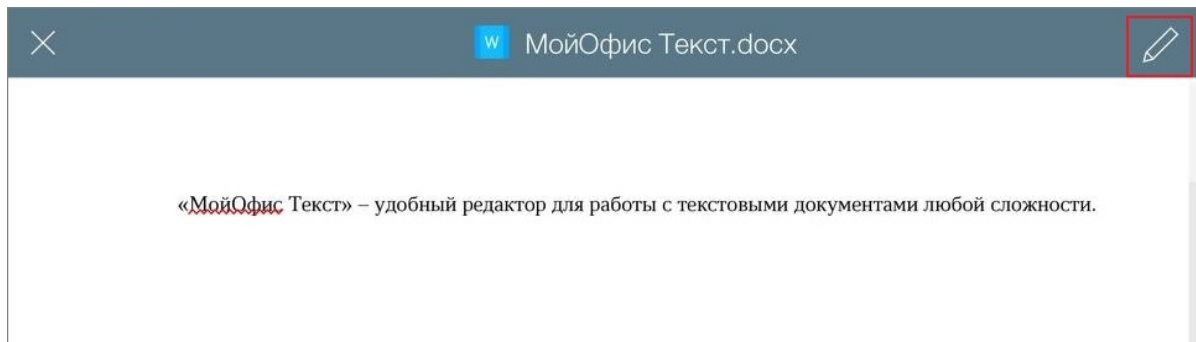 W МойОфис Текст.docx
«МойОфис Текст» – удобный редактор для работы с текстовыми документами любой сложности.